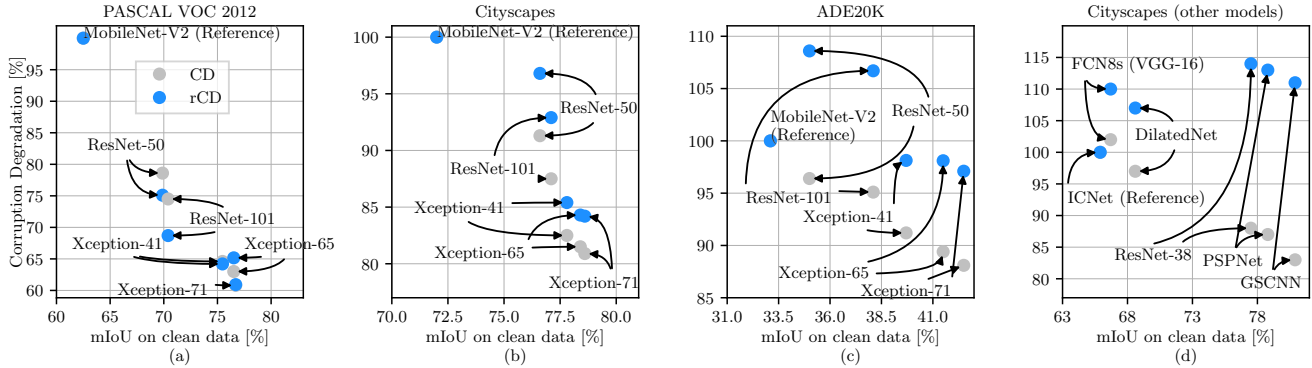 PASCAL VOC 2012
MobileNet-V2 (Reference)
CD
rCD
ResNet-50
ResNet-101
Xception-41
Xception-65
Xception-71
Corruption Degradation [%]
95
90
85
80
75
70
65
60
60 65 70 75 80
mIoU on clean data [%]
(a)
Cityscapes
MobileNet-V2 (Reference)
ResNet-50
ResNet-101
Xception-41
Xception-65
Xception-71
100
95
90
85
80
70.0 72.5 75.0 77.5 80.0
mIoU on clean data [%]
(b)
ADE20K
MobileNet-V2
(Reference)
ResNet-50
ResNet-101
Xception-41
Xception-65
Xception-71
110
105
100
95
90
85
31.0 33.5 36.0 38.5 41.0
mIoU on clean data [%]
(c)
Cityscapes (other models)
FCN8s (VGG-16)
DilatedNet
ICNet (Reference)
ResNet-38
PSPNet
GSCNN
115
110
105
100
95
90
85
80
63 68 73 78
mIoU on clean data [%]
(d)